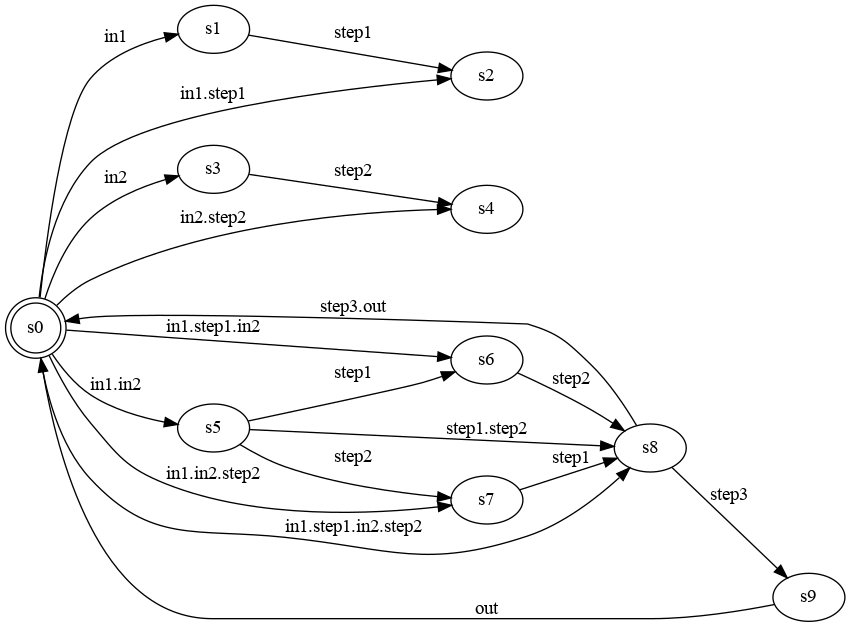 in1
s1
step1
s2
in1.step1
in2
s3
step2
s4
in2.step2
s0
step3.out
in1.step1.in2
s6
step1
in1.in2
s5
step2
step1.step2
s8
in1.in2.step2
step2
step1
s7
in1.step1.in2.step2
step3
s9
out